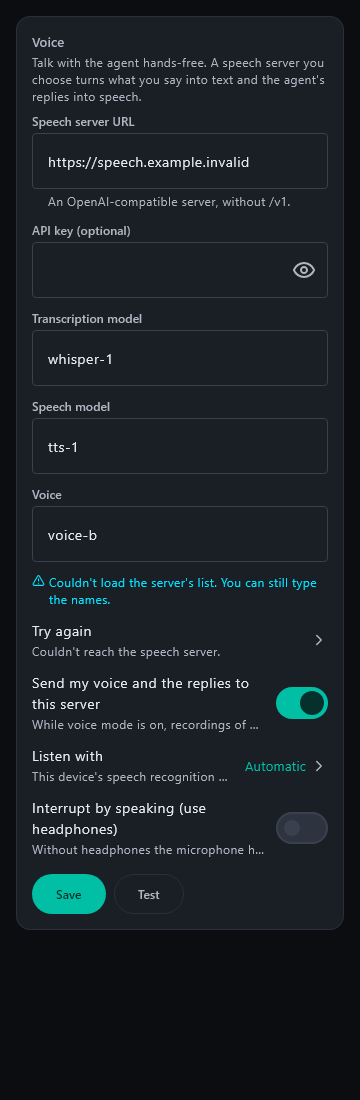 Voice
Talk with the agent hands-free. A speech server you
choose turns what you say into text and the agent's
replies into speech.
Speech server URL
https://speech.example.invalid
An OpenAI-compatible server, without /v1.
API key (optional)
Transcription model
whisper-1
Speech model
tts-1
Voice
voice-b
Couldn't load the server's list. You can still type
the names.
Try again
Couldn't reach the speech server.
Send my voice and the replies to
this server
While voice mode is on, recordings of ...
Listen with
This device's speech recognition ...
Automatic
Interrupt by speaking (use
headphones)
Without headphones the microphone h...
Save
Test